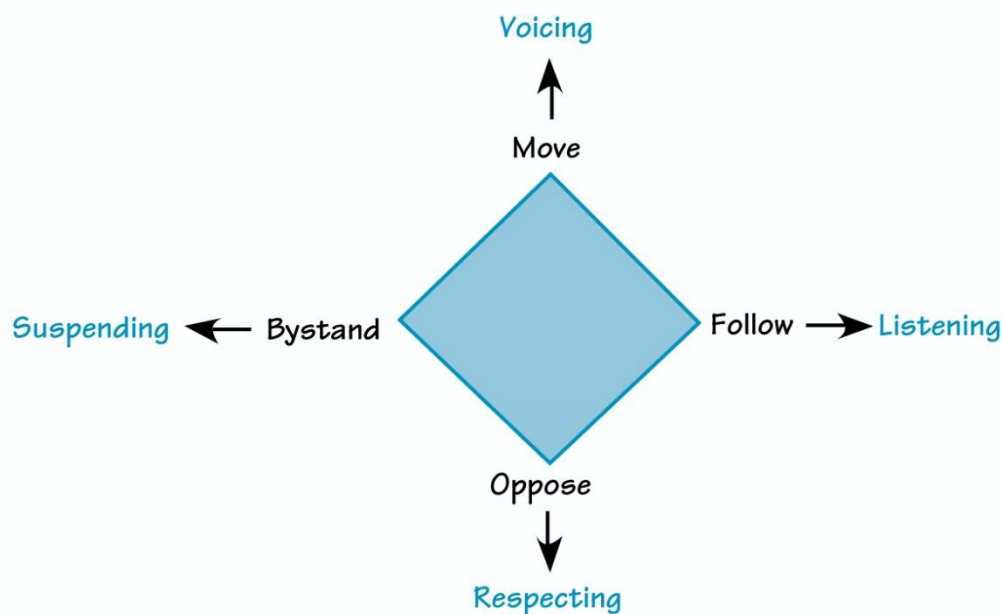 Voicing
Move
Suspending
Bystand
Follow
Listening
Oppose
Respecting